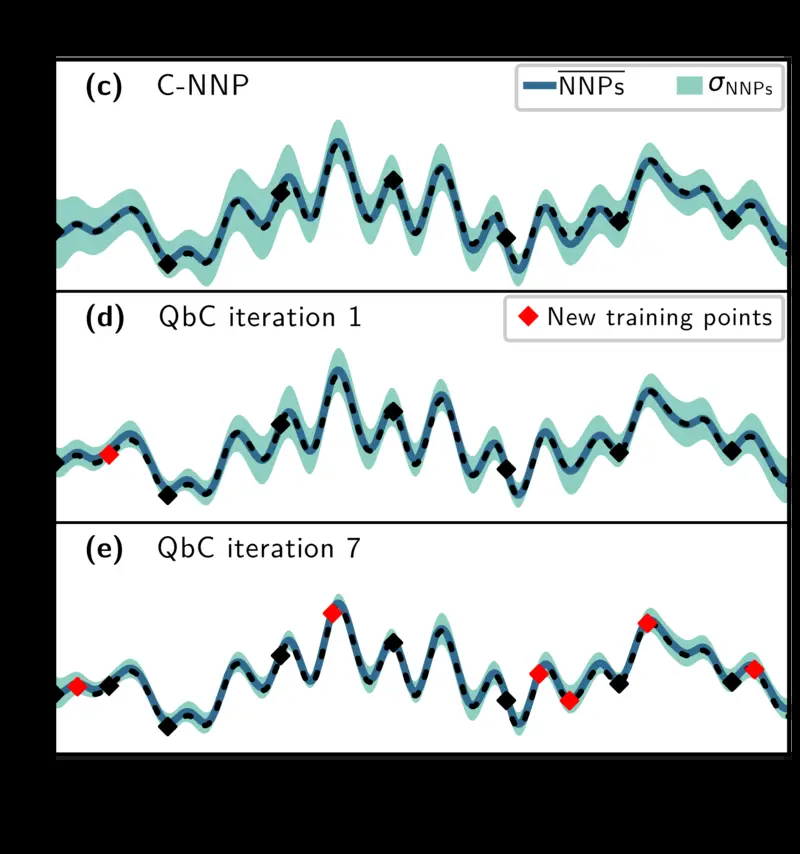 (c) C-NNP
NNPs σNNPs
(d) QbC iteration 1
New training points
(e) QbC iteration 7